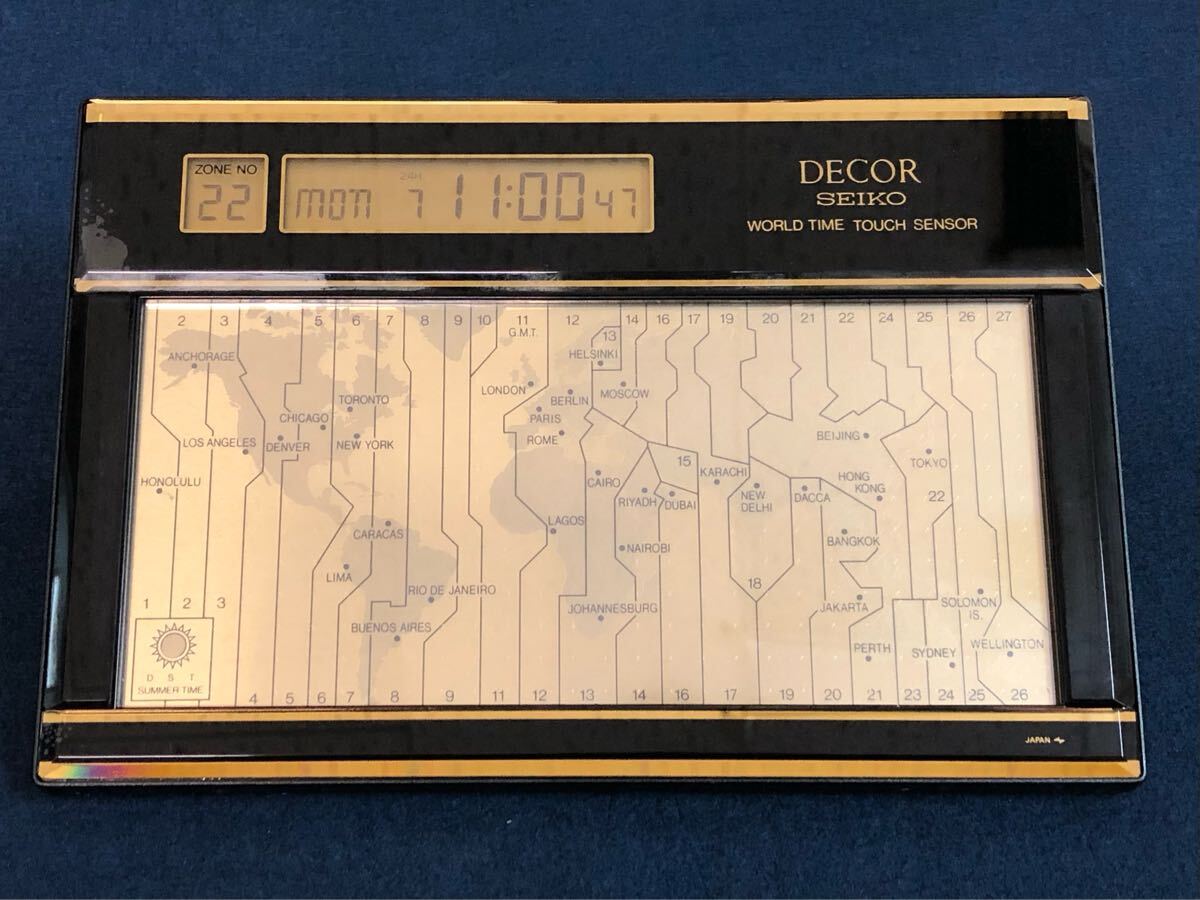 ZONE NO
22
24H
MON 7 11:00 47
DECOR
SEIKO
WORLD TIME TOUCH SENSOR
2 3 4 5 6 7 8 9 10 11 12 13 14 16 17 19 20 21 22 24 25 26 27
G.M.T.
HELSINKI
ANCHORAGE
LONDON
MOSCOW
BERLIN
TORONTO
PARIS
CHICAGO
BEIJING
ROME
LOS ANGELES
DENVER
NEW YORK
TOKYO
15
KARACHI
HONOLULU
CAIRO
RIYADH
DUBAI
NEW
DELHI
DACCA
HONG
KONG
22
LAGOS
CARACAS
BANGKOK
NAIROBI
LIMA
18
RIO DE JANEIRO
JOHANNESBURG
JAKARTA
SOLOMON
IS.
1 2 3
BUENOS AIRES
PERTH
SYDNEY
WELLINGTON
D S T
SUMMER TIME
4 5 6 7 8 9 11 12 13 14 16 17 19 20 21 23 24 25 26
JAPAN